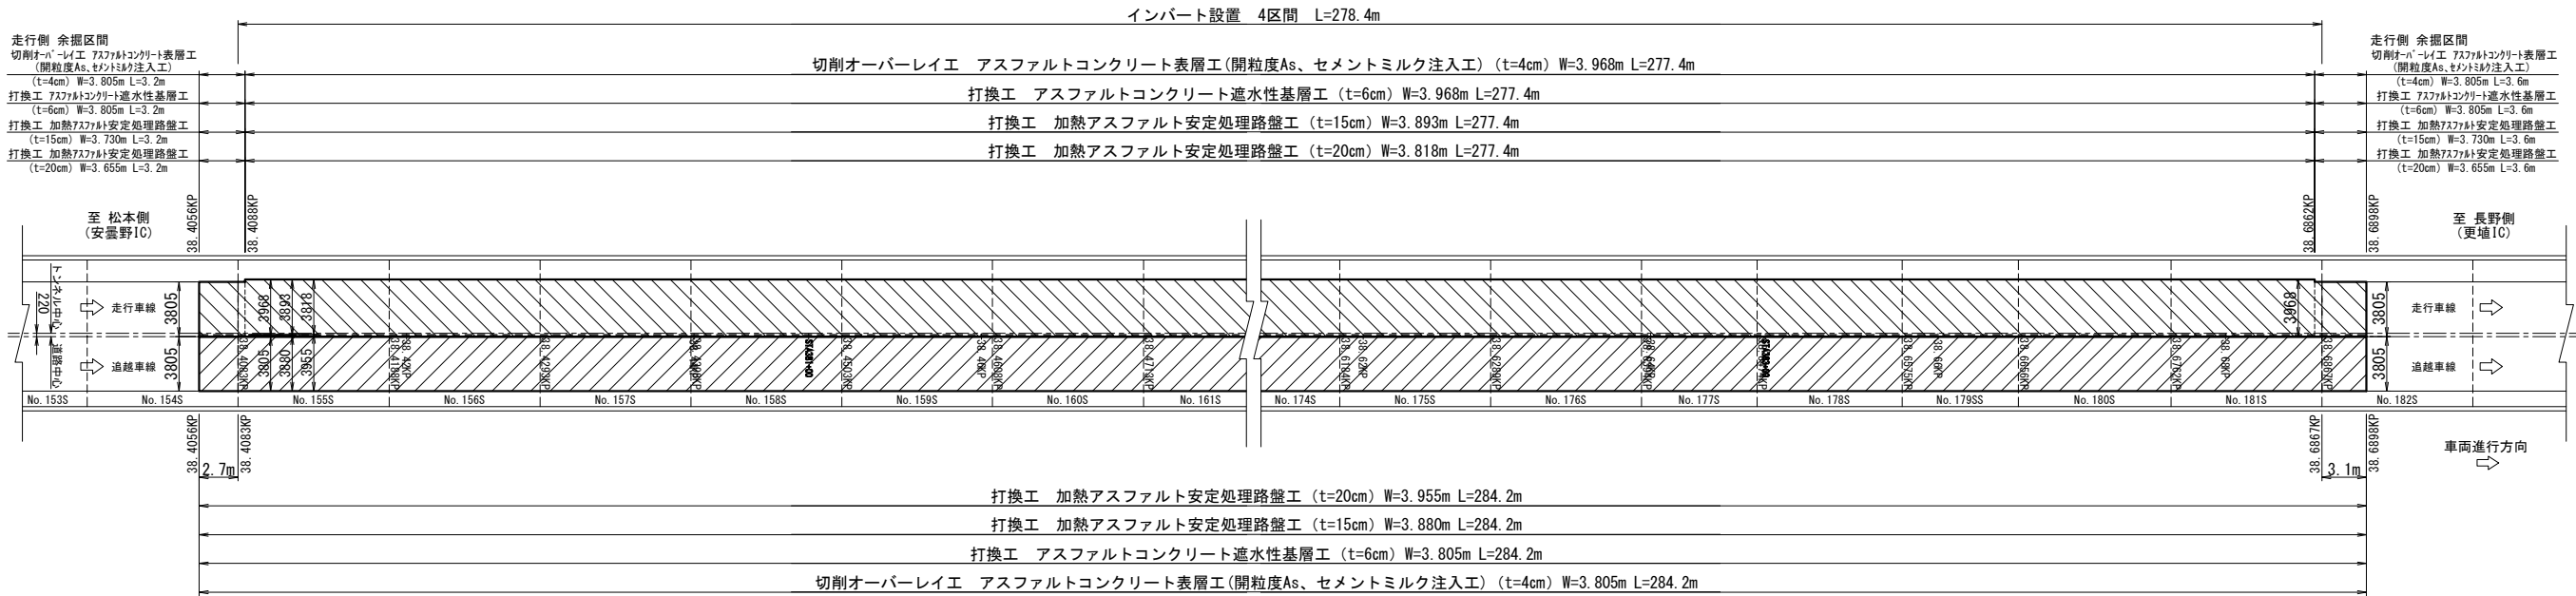 インバート設置 4区間 L=278.4m
走行側 余掘区間
切削オーバーレイエ アスファルトコンクリート表層工
(開粒度As､セメントミルク注入工)
(t=4cm) W=3.805m L=3.2m
打換工 アスファルトコンクリート遮水性基層工
(t=6cm) W=3.805m L=3.2m
打換工 加熱アスファルト安定処理路盤工
(t=15cm) W=3.730m L=3.2m
打換工 加熱アスファルト安定処理路盤工
(t=20cm) W=3.655m L=3.2m
切削オーバーレイエ アスファルトコンクリート表層工(開粒度As、セメントミルク注入工) (t=4cm) W=3.968m L=277.4m
打換工 アスファルトコンクリート遮水性基層工 (t=6cm) W=3.968m L=277.4m
打換工 加熱アスファルト安定処理路盤工 (t=15cm) W=3.893m L=277.4m
打換工 加熱アスファルト安定処理路盤工 (t=20cm) W=3.818m L=277.4m
走行側 余掘区間
切削オーバーレイエ アスファルトコンクリート表層工
(開粒度As､セメントミルク注入工)
(t=4cm) W=3.805m L=3.6m
打換工 アスファルトコンクリート遮水性基層工
(t=6cm) W=3.805m L=3.6m
打換工 加熱アスファルト安定処理路盤工
(t=15cm) W=3.730m L=3.6m
打換工 加熱アスファルト安定処理路盤工
(t=20cm) W=3.655m L=3.6m
38.4056KP
38.4088KP
38.6862KP
38.6898KP
至 松本側
(安曇野IC)
至 長野側
(更埴IC)
トンネル中心
220
道路中心
走行車線
追越車線
3805
3805
3968
3893
3818
3805
3880
3955
3968
3805
3805
走行車線
追越車線
38.4083KP
38.4188KP
38.42KP
38.4293KP
38.4503KP
38.46KP
38.4608KP
38.4713KP
38.6184KP
38.62KP
38.6289KP
38.6575KP
38.66KP
38.6656KP
38.6762KP
38.68KP
38.6867KP
No.153S
No.154S
No.155S
No.156S
No.157S
No.158S
No.159S
No.160S
No.161S
No.174S
No.175S
No.176S
No.177S
No.178S
No.179SS
No.180S
No.181S
No.182S
38.4056KP
38.4083KP
2.7m
38.6867KP
38.6898KP
3.1m
車両進行方向
打換工 加熱アスファルト安定処理路盤工 (t=20cm) W=3.955m L=284.2m
打換工 加熱アスファルト安定処理路盤工 (t=15cm) W=3.880m L=284.2m
打換工 アスファルトコンクリート遮水性基層工 (t=6cm) W=3.805m L=284.2m
切削オーバーレイエ アスファルトコンクリート表層工(開粒度As、セメントミルク注入工) (t=4cm) W=3.805m L=284.2m